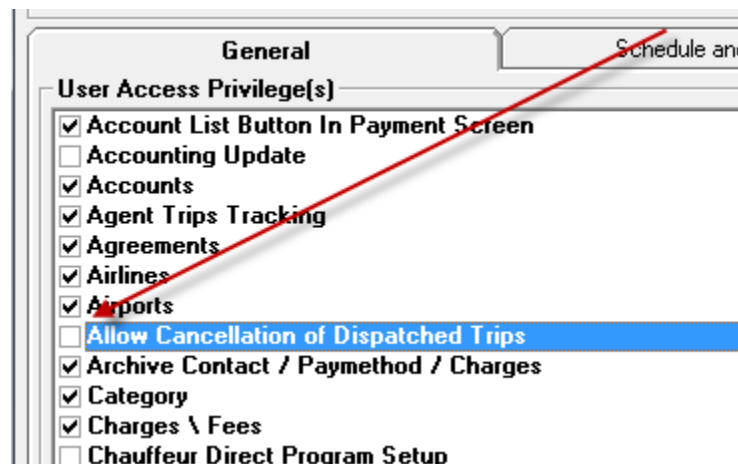 General
Schedule and
User Access Privilege(s)
Account List Button In Payment Screen
Accounting Update
Accounts
Agent Trips Tracking
Agreements
Airlines
Airports
Allow Cancellation of Dispatched Trips
Archive Contact / Paymethod / Charges
Category
Charges \ Fees
Chauffeur Direct Program Setup